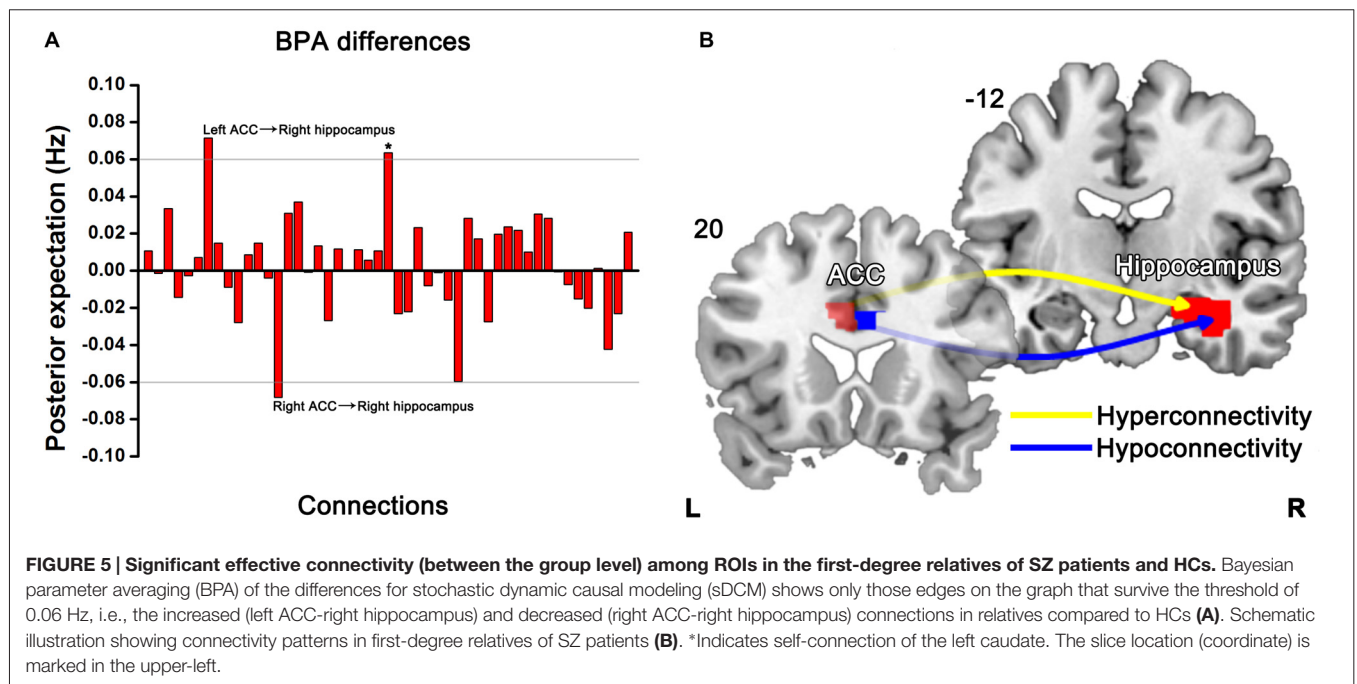 A
BPA differences
Posterior expectation (Hz)
0.10
0.08
0.06
0.04
0.02
0.00
-0.02
-0.04
-0.06
-0.08
-0.10
Left ACC→Right hippocampus
*
Right ACC→Right hippocampus
Connections
B
-12
20
ACC
Hippocampus
Hyperconnectivity
Hypoconnectivity
L
R
FIGURE 5 | Significant effective connectivity (between the group level) among ROIs in the first-degree relatives of SZ patients and HCs. Bayesian
parameter averaging (BPA) of the differences for stochastic dynamic causal modeling (sDCM) shows only those edges on the graph that survive the threshold of
0.06 Hz, i.e., the increased (left ACC-right hippocampus) and decreased (right ACC-right hippocampus) connections in relatives compared to HCs (A). Schematic
illustration showing connectivity patterns in first-degree relatives of SZ patients (B). *Indicates self-connection of the left caudate. The slice location (coordinate) is
marked in the upper-left.